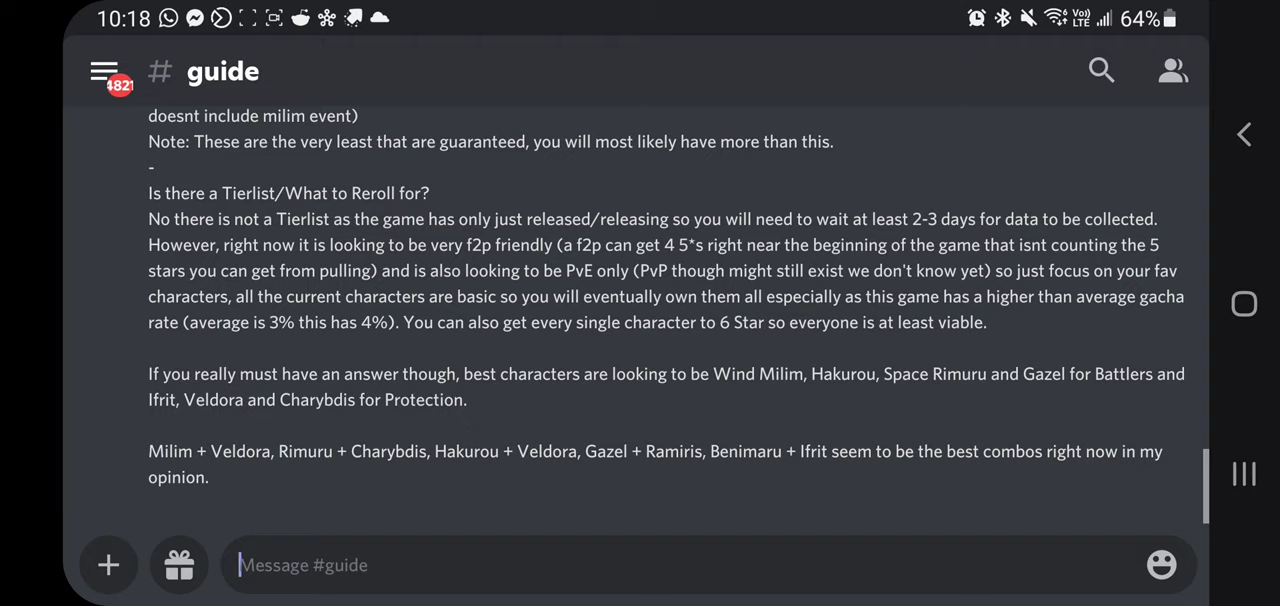 10:18
Vo))
LTE
64%
4821
# guide
doesnt include milim event)
Note: These are the very least that are guaranteed, you will most likely have more than this.
-
Is there a Tierlist/What to Reroll for?
No there is not a Tierlist as the game has only just released/releasing so you will need to wait at least 2-3 days for data to be collected.
However, right now it is looking to be very f2p friendly (a f2p can get 4 5*s right near the beginning of the game that isnt counting the 5
stars you can get from pulling) and is also looking to be PvE only (PvP though might still exist we don't know yet) so just focus on your fav
characters, all the current characters are basic so you will eventually own them all especially as this game has a higher than average gacha
rate (average is 3% this has 4%). You can also get every single character to 6 Star so everyone is at least viable.
If you really must have an answer though, best characters are looking to be Wind Milim, Hakurou, Space Rimuru and Gazel for Battlers and
Ifrit, Veldora and Charybdis for Protection.
Milim + Veldora, Rimuru + Charybdis, Hakurou + Veldora, Gazel + Ramiris, Benimaru + Ifrit seem to be the best combos right now in my
opinion.
Message #guide